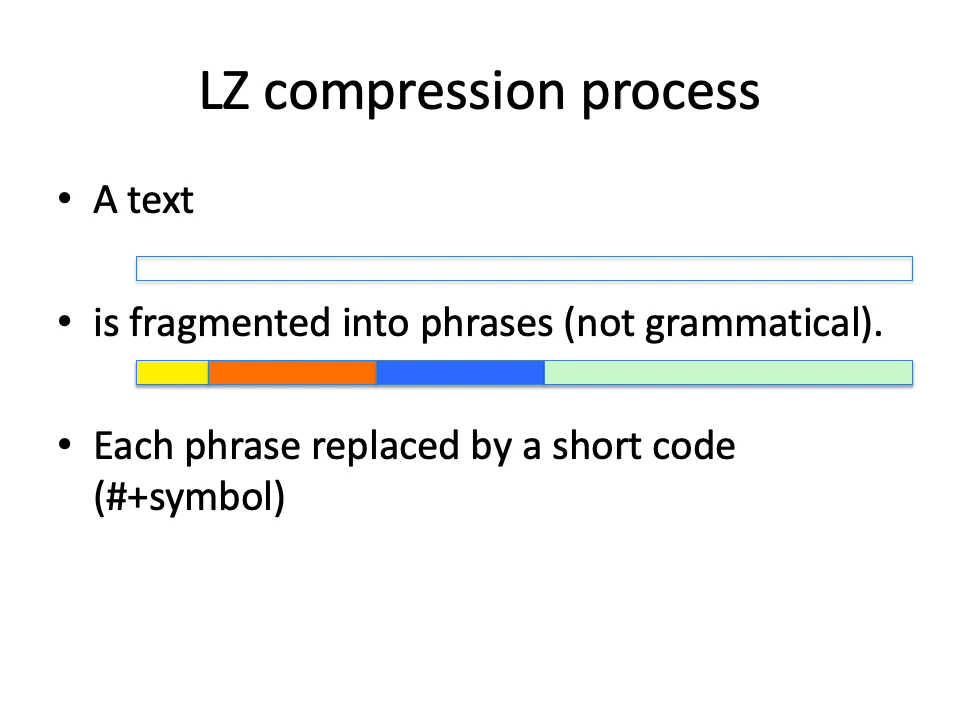 LZ compression process
• A text
• is fragmented into phrases (not grammatical).
• Each phrase replaced by a short code
(#+symbol)